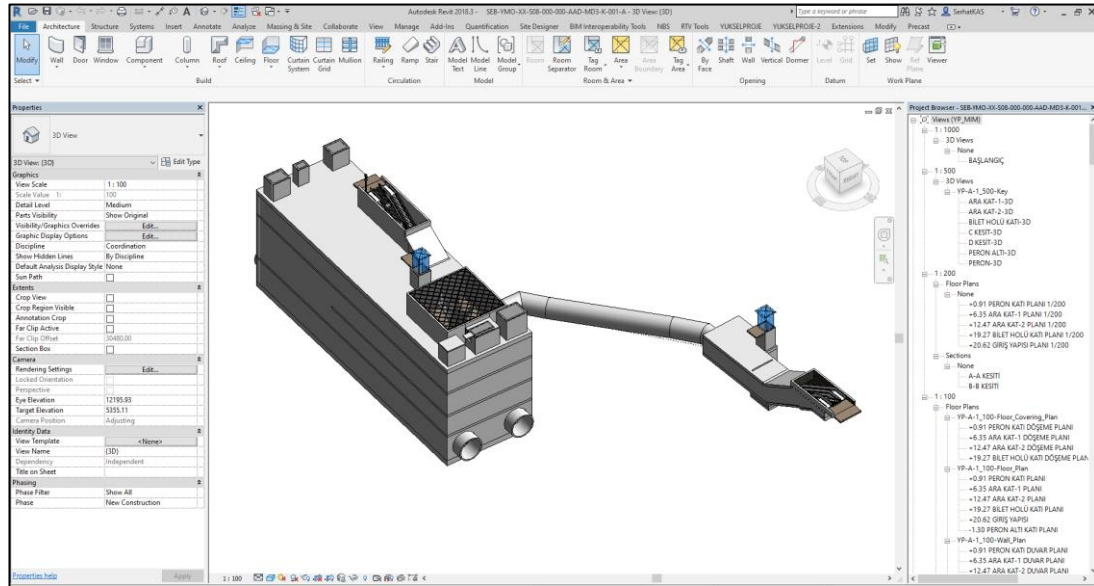 Autodesk Revit 2018.3 - SEB-YMO-XX-S08-000-000-AAD-MD3-K-001-A - 3D View: {3D}
Type a keyword or phrase
SerhatKAS
File Architecture Structure Systems Insert Annotate Analyze Massing & Site Collaborate View Manage Add-Ins Quantification Site Designer BIM Interoperability Tools NBS RTV Tools YUKSELPROJE YUKSELPROJE-2 Extensions Modify Precast
Modify Wall Door Window Component Column Roof Ceiling Floor Curtain System Curtain Grid Mullion Railing Ramp Stair Model Text Model Line Model Group Room Room Separator Tag Room Area Area Boundary Tag Area By Face Shaft Wall Vertical Dormer Level Grid Set Show Ref Plane Viewer
Select Build Circulation Model Room & Area Opening Datum Work Plane
Properties
3D View
3D View: {3D} Edit Type
Graphics
View Scale 1 : 100
Scale Value 1: 100
Detail Level Medium
Parts Visibility Show Original
Visibility/Graphics Overrides Edit...
Graphic Display Options Edit...
Discipline Coordination
Show Hidden Lines By Discipline
Default Analysis Display Style None
Sun Path
Extents
Crop View
Crop Region Visible
Annotation Crop
Far Clip Active
Far Clip Offset 30480.00
Section Box
Camera
Rendering Settings Edit...
Locked Orientation
Perspective
Eye Elevation 12195.93
Target Elevation 5355.11
Camera Position Adjusting
Identity Data
View Template <None>
View Name {3D}
Dependency Independent
Title on Sheet
Phasing
Phase Filter Show All
Phase New Construction
Properties help Apply
1 : 100
TOP
RIGHT
Project Browser - SEB-YMO-XX-S08-000-000-AAD-MD3-K-001...
Views (YP_MIM)
1 : 1000
3D Views
None
BAŞLANGIÇ
1 : 500
3D Views
YP-A-1_500-Key
ARA KAT-1-3D
ARA KAT-2-3D
BİLET HOLÜ KATI-3D
C KESİT-3D
D KESİT-3D
PERON ALTI-3D
PERON-3D
1 : 200
Floor Plans
None
+0.91 PERON KATI PLANI 1/200
+6.35 ARA KAT-1 PLANI 1/200
+12.47 ARA KAT-2 PLANI 1/200
+19.27 BİLET HOLÜ KATI PLANI 1/200
+20.62 GİRİŞ YAPISI PLANI 1/200
Sections
None
A-A KESİTİ
B-B KESİTİ
1 : 100
Floor Plans
YP-A-1_100-Floor_Covering_Plan
+0.91 PERON KATI DÖŞEME PLANI
+6.35 ARA KAT-1 DÖŞEME PLANI
+12.47 ARA KAT-2 DÖŞEME PLANI
+19.27 BİLET HOLÜ KATI DÖŞEME PLAN
YP-A-1_100-Floor_Plan
+0.91 PERON KATI PLANI
+6.35 ARA KAT-1 PLANI
+12.47 ARA KAT-2 PLANI
+19.27 BİLET HOLÜ KATI PLANI
+20.62 GİRİŞ YAPISI
-1.30 PERON ALTI KATI PLANI
YP-A-1_100-Wall_Plan
+0.91 PERON KATI DUVAR PLANI
+6.35 ARA KAT-1 DUVAR PLANI
+12.47 ARA KAT-2 DUVAR PLANI